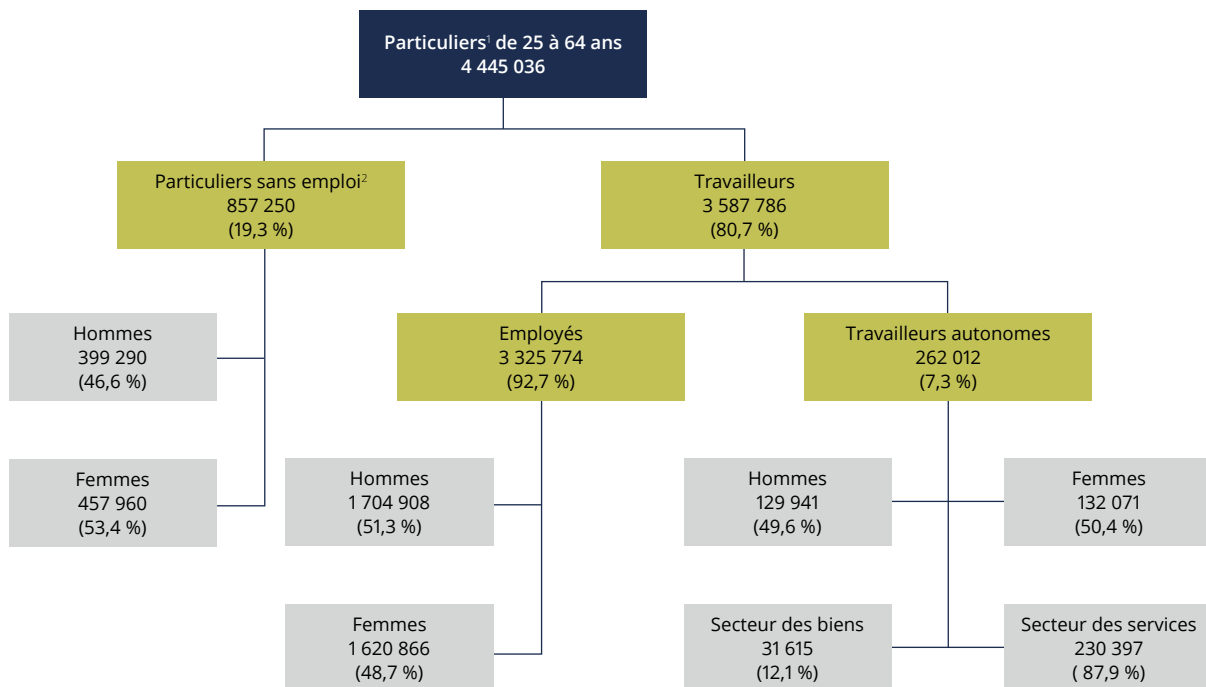 Particuliers¹ de 25 à 64 ans
4 445 036
Particuliers sans emploi²
857 250
(19,3 %)
Travailleurs
3 587 786
(80,7 %)
Hommes
399 290
(46,6 %)
Employés
3 325 774
(92,7 %)
Travailleurs autonomes
262 012
(7,3 %)
Femmes
457 960
(53,4 %)
Hommes
1 704 908
(51,3 %)
Hommes
129 941
(49,6 %)
Femmes
132 071
(50,4 %)
Femmes
1 620 866
(48,7 %)
Secteur des biens
31 615
(12,1 %)
Secteur des services
230 397
( 87,9 %)